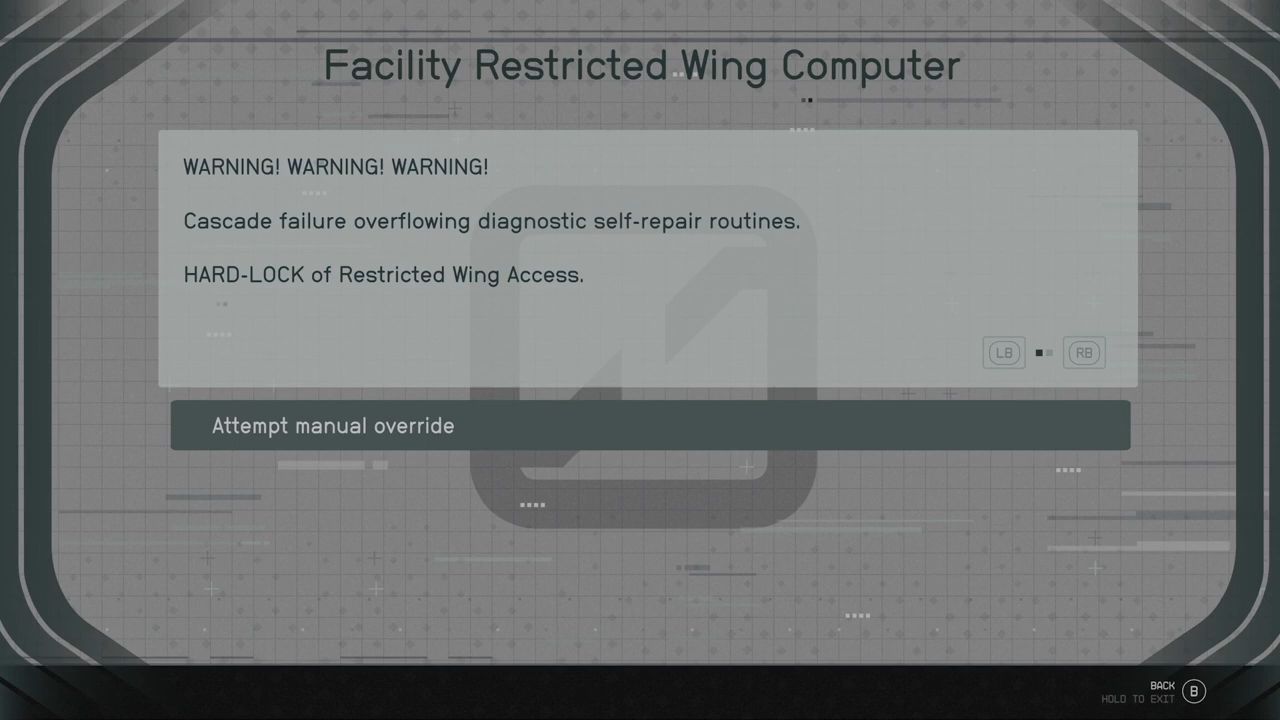 Facility Restricted Wing Computer
WARNING! WARNING! WARNING!
Cascade failure overflowing diagnostic self-repair routines.
HARD-LOCK of Restricted Wing Access.
LB RB
Attempt manual override
BACK
HOLD TO EXIT
B